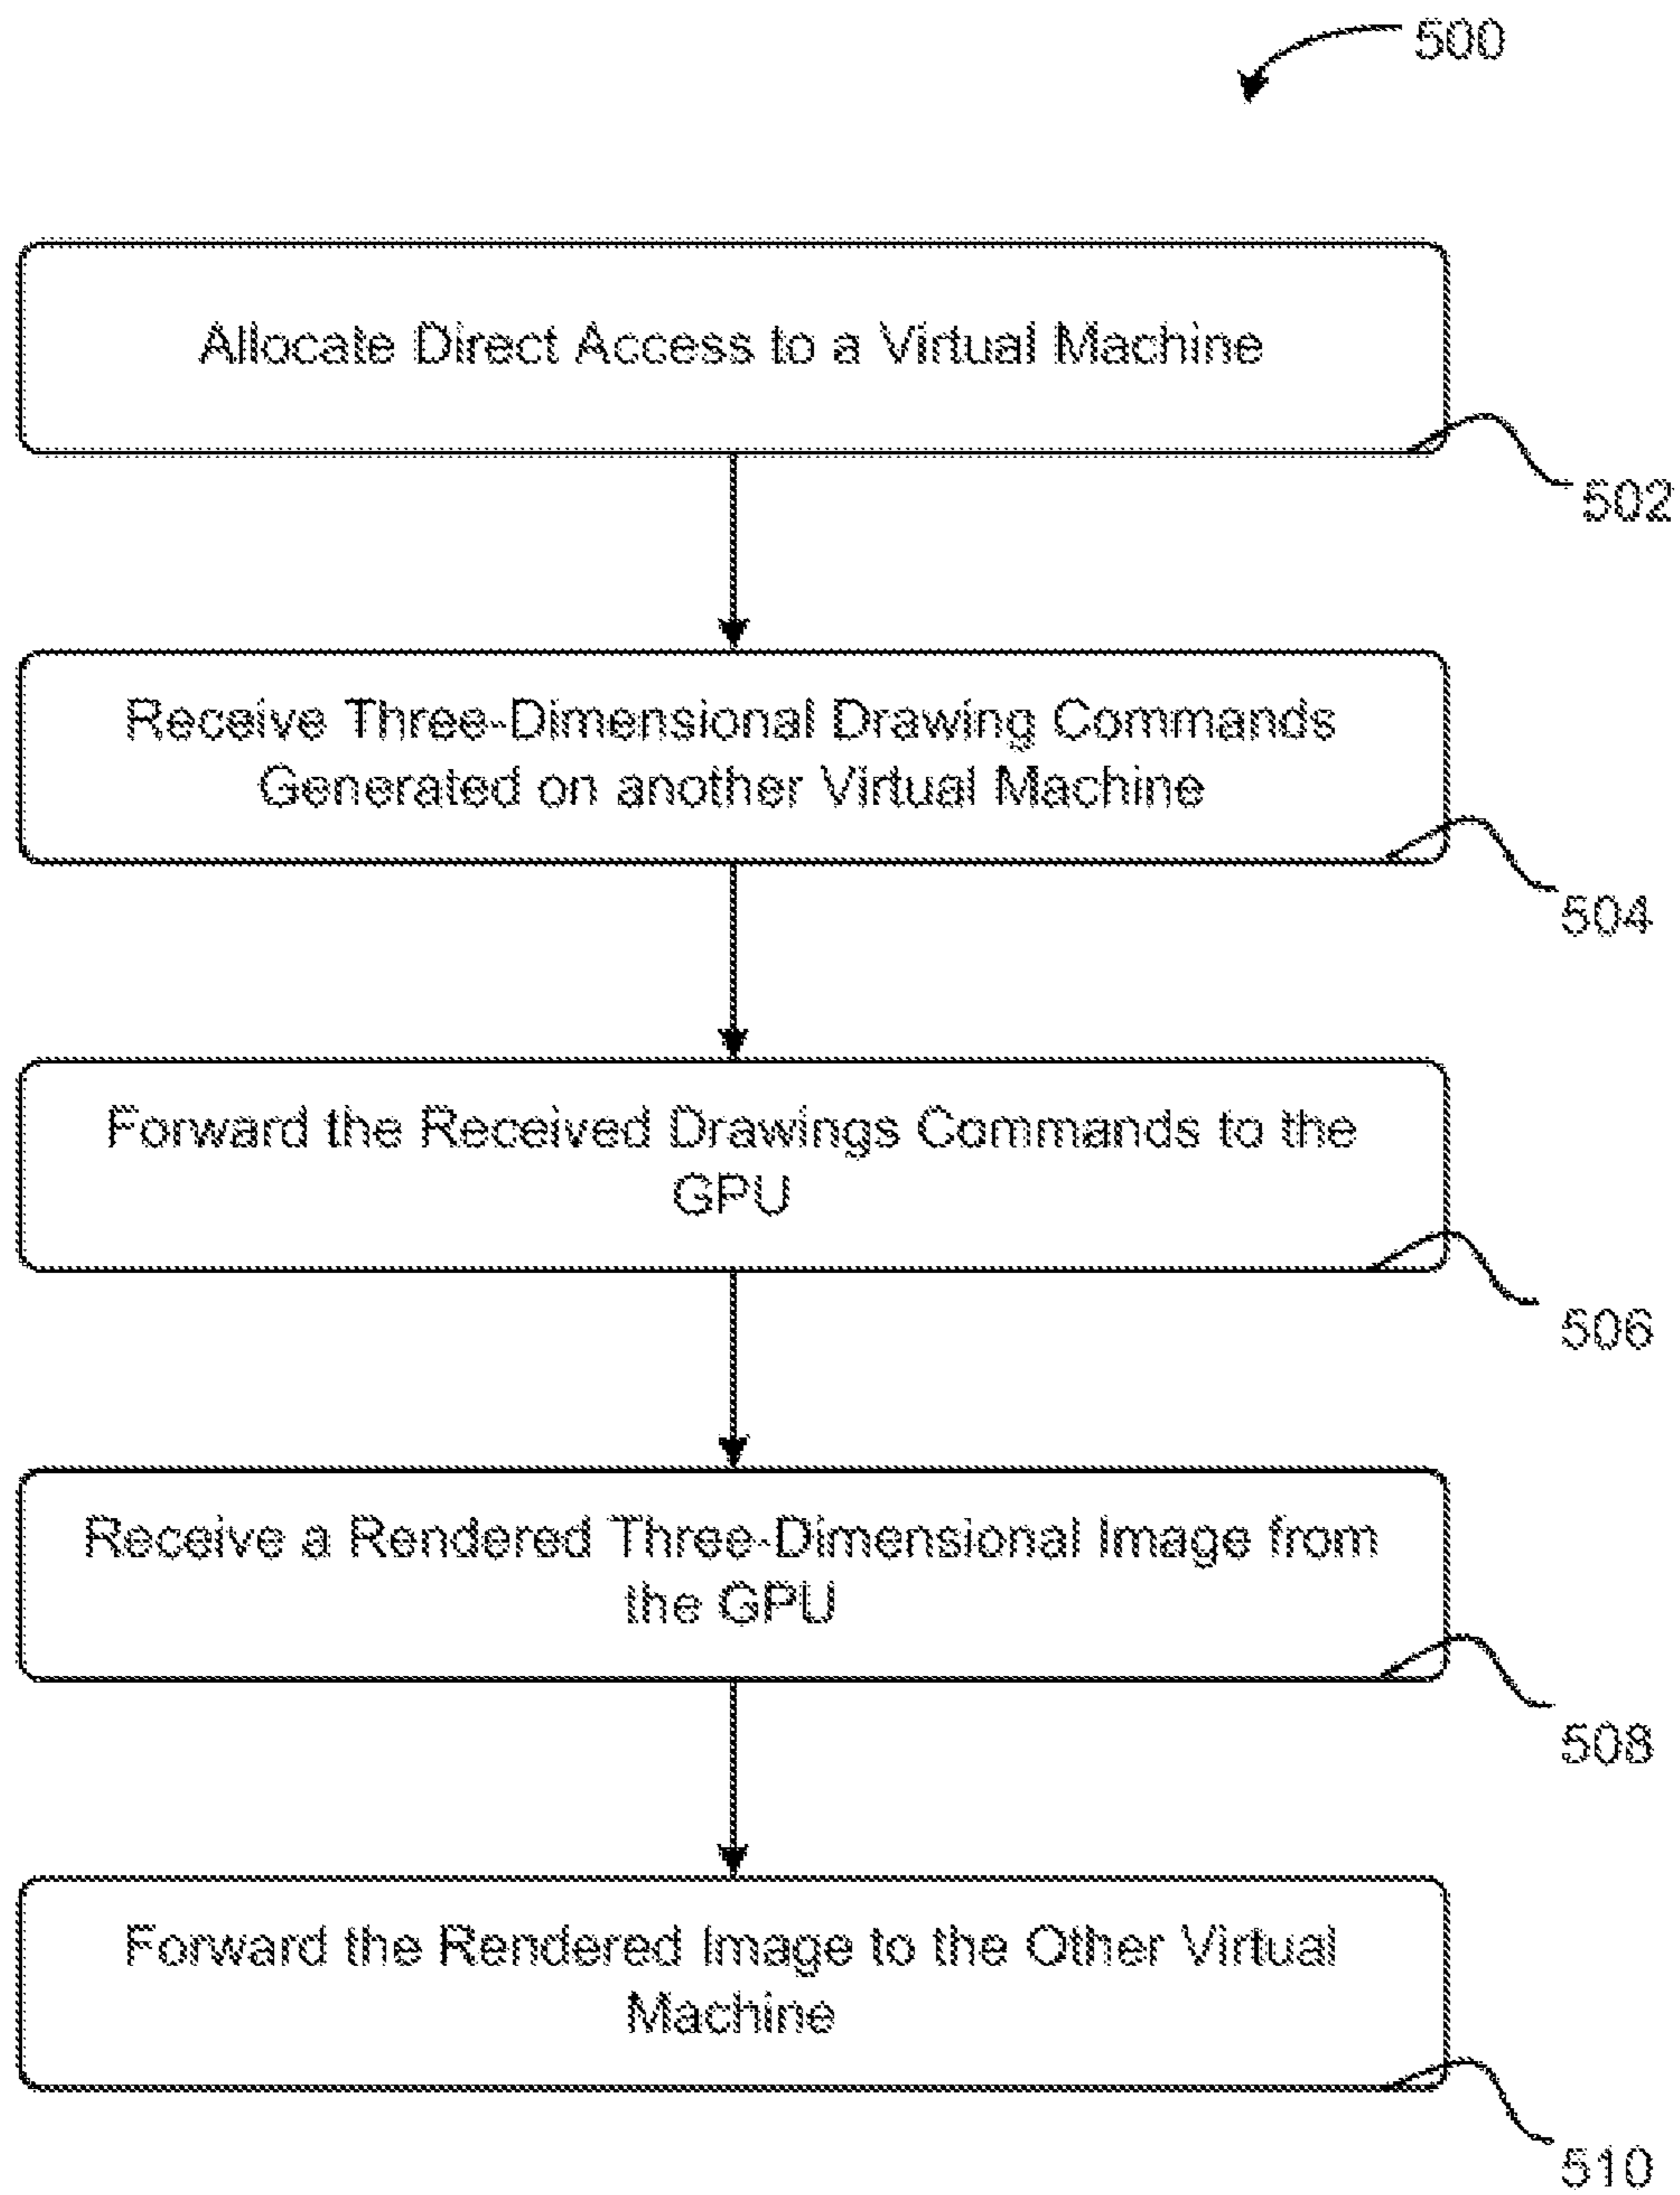 500
Allocate Direct Access to a Virtual Machine
502
Receive Three-Dimensional Drawing Commands
Generated on another Virtual Machine
504
Forward the Received Drawings Commands to the
GPU
506
Receive a Rendered Three-Dimensional Image from
the GPU
508
Forward the Rendered Image to the Other Virtual
Machine
510